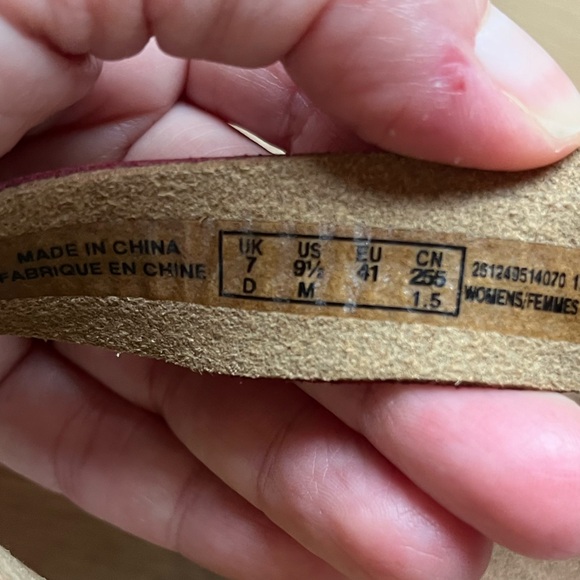 MADE IN CHINA
FABRIQUE EN CHINE
UK US EU CN
7 9½ 41 255
D M 1.5
WOMENS/FEMMES